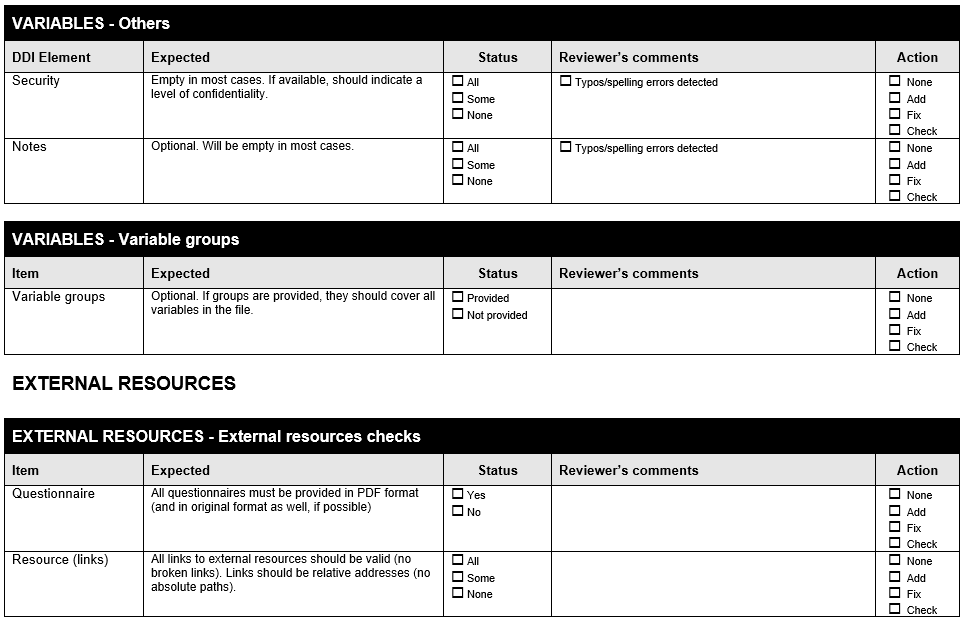 VARIABLES - Others
DDI Element Expected Status Reviewer's comments Action
Security Empty in most cases. If available, should indicate a level of confidentiality. ☐ All ☐ Some ☐ None ☐ Typos/spelling errors detected ☐ None ☐ Add ☐ Fix ☐ Check
Notes Optional. Will be empty in most cases. ☐ All ☐ Some ☐ None ☐ Typos/spelling errors detected ☐ None ☐ Add ☐ Fix ☐ Check
VARIABLES - Variable groups
Item Expected Status Reviewer's comments Action
Variable groups Optional. If groups are provided, they should cover all variables in the file. ☐ Provided ☐ Not provided ☐ None ☐ Add ☐ Fix ☐ Check
EXTERNAL RESOURCES
EXTERNAL RESOURCES - External resources checks
Item Expected Status Reviewer's comments Action
Questionnaire All questionnaires must be provided in PDF format (and in original format as well, if possible) ☐ Yes ☐ No ☐ None ☐ Add ☐ Fix ☐ Check
Resource (links) All links to external resources should be valid (no broken links). Links should be relative addresses (no absolute paths). ☐ All ☐ Some ☐ None ☐ None ☐ Add ☐ Fix ☐ Check